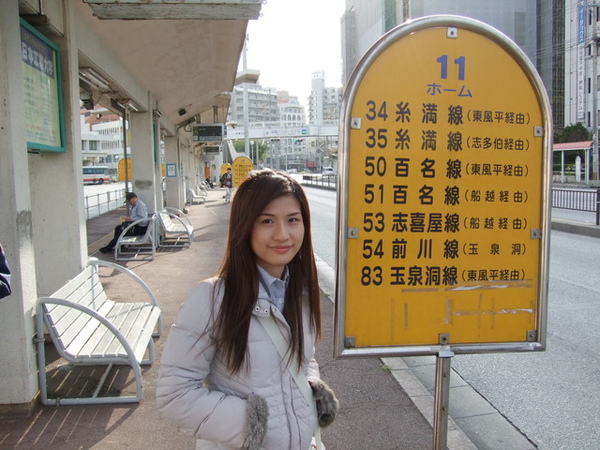 11
ホーム
34 糸満線(東風平経由)
35 糸満線(志多伯経由)
50 百名線(東風平経由)
51 百名線(船越経由)
53 志喜屋線(船越経由)
54 前川線(玉泉洞)
83 玉泉洞線(東風平経由)